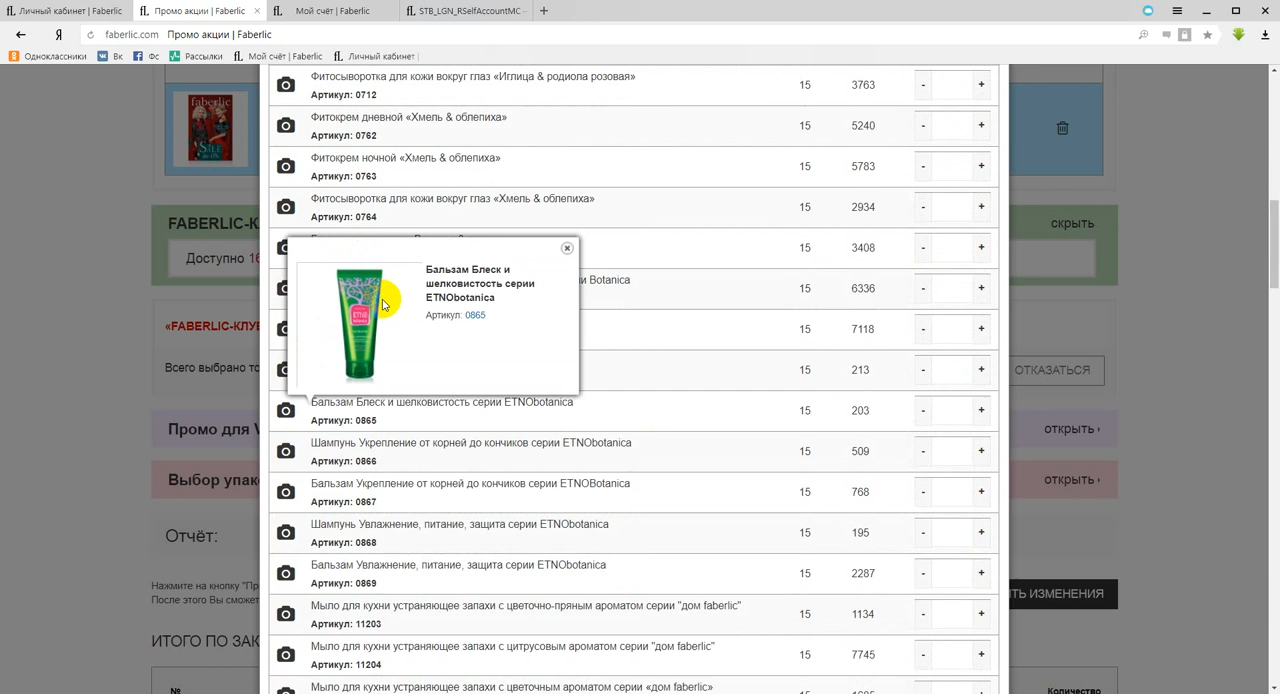 Личный кабинет | Faberlic
Промо акции | Faberlic
Мой счёт | Faberlic
STB_LGN_RSelfAccountMC -
faberlic.com Промо акции | Faberlic
Одноклассники
Вк
Фс
Рассылки
Мой счёт | Faberlic
Личный кабинет |
faberlic
SALE
FABERLIC-К
скрыть
Доступно 16
«FABERLIC-КЛУ
Всего выбрано то
ОТКАЗАТЬСЯ
Промо для V
открыть ›
Выбор упак
открыть ›
Отчёт:
Нажмите на кнопку "Пр
После этого Вы сможет
ТЬ ИЗМЕНЕНИЯ
ИТОГО ПО ЗАК
№
Количество
Фитосыворотка для кожи вокруг глаз «Иглица & родиола розовая»
Артикул: 0712
15 3763 - +
Фитокрем дневной «Хмель & облепиха»
Артикул: 0762
15 5240 - +
Фитокрем ночной «Хмель & облепиха»
Артикул: 0763
15 5783 - +
Фитосыворотка для кожи вокруг глаз «Хмель & облепиха»
Артикул: 0764
15 2934 - +
15 3408 - +
Botanica
15 6336 - +
15 7118 - +
15 213 - +
Бальзам Блеск и
шелковистость серии
ETNObotanica
Артикул: 0865
ETNO
botanica
Бальзам Блеск и шелковистость серии ETNObotanica
Артикул: 0865
15 203 - +
Шампунь Укрепление от корней до кончиков серии ETNObotanica
Артикул: 0866
15 509 - +
Бальзам Укрепление от корней до кончиков серии ETNOBotanica
Артикул: 0867
15 768 - +
Шампунь Увлажнение, питание, защита серии ETNObotanica
Артикул: 0868
15 195 - +
Бальзам Увлажнение, питание, защита серии ETNObotanica
Артикул: 0869
15 2287 - +
Мыло для кухни устраняющее запахи с цветочно-пряным ароматом серии "дом faberlic"
Артикул: 11203
15 1134 - +
Мыло для кухни устраняющее запахи с цитрусовым ароматом серии "дом faberlic"
Артикул: 11204
15 7745 - +
Мыло для кухни устраняющее запахи с цветочным ароматом серии «дом faberlic»